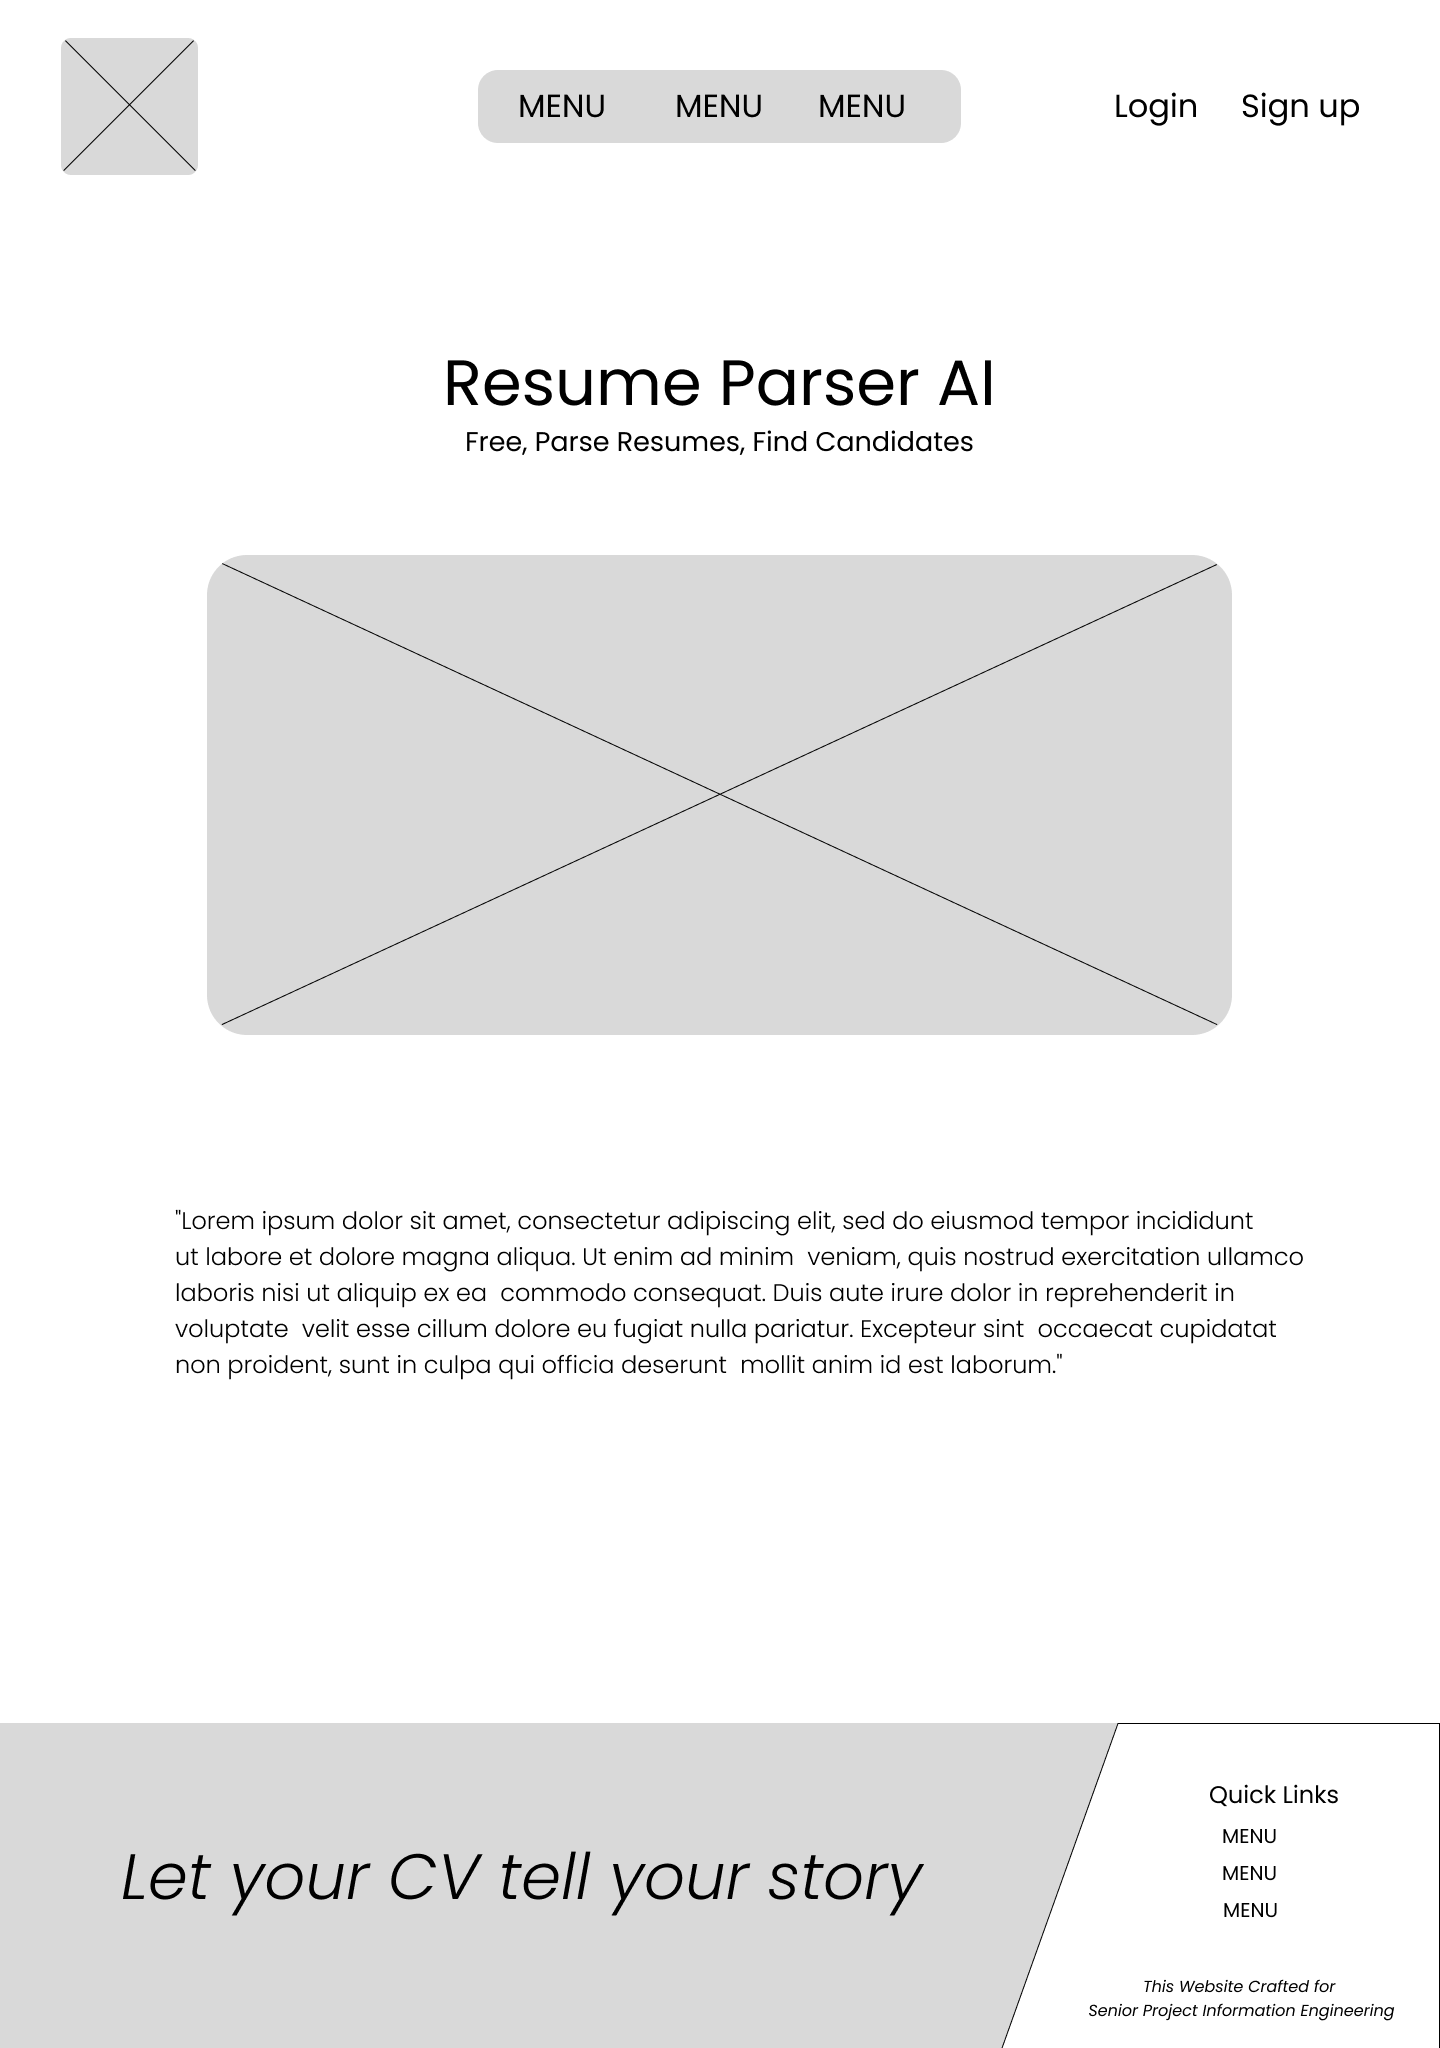 MENU MENU MENU Login Sign up
Resume Parser AI
Free, Parse Resumes, Find Candidates
"Lorem ipsum dolor sit amet, consectetur adipiscing elit, sed do eiusmod tempor incididunt
ut labore et dolore magna aliqua. Ut enim ad minim  veniam, quis nostrud exercitation ullamco
laboris nisi ut aliquip ex ea  commodo consequat. Duis aute irure dolor in reprehenderit in
voluptate  velit esse cillum dolore eu fugiat nulla pariatur. Excepteur sint  occaecat cupidatat
non proident, sunt in culpa qui officia deserunt  mollit anim id est laborum."
Let your CV tell your story
Quick Links
MENU
MENU
MENU
This Website Crafted for
Senior Project Information Engineering